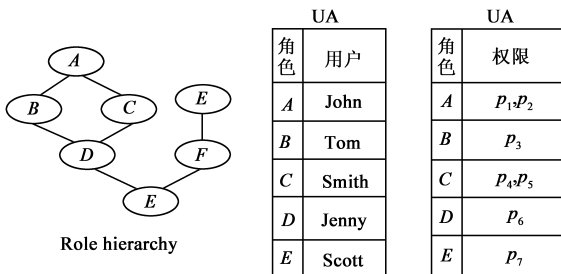 A
B
C
E
D
F
E
Role hierarchy
UA
角色 用户
A John
B Tom
C Smith
D Jenny
E Scott
UA
角色 权限
A p1,p2
B p3
C p4,p5
D p6
E p7